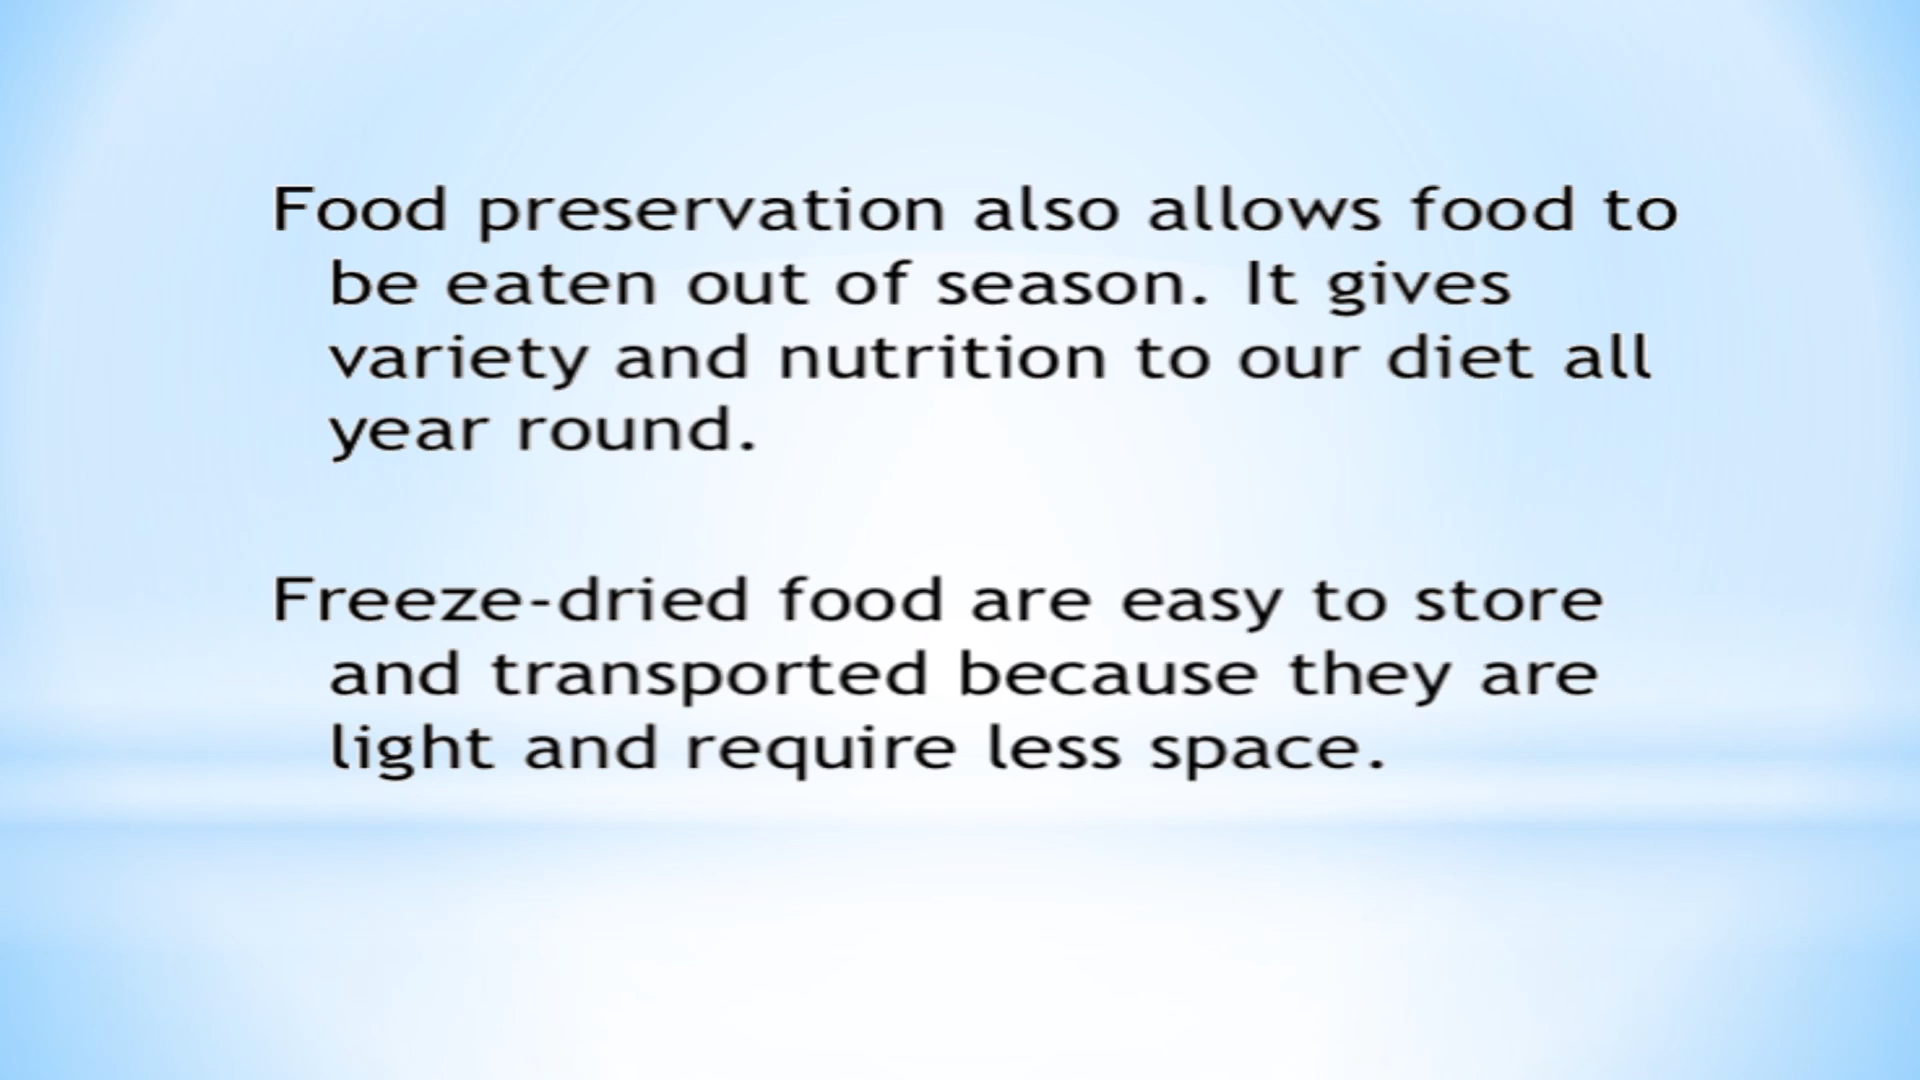 Food preservation also allows food to
be eaten out of season. It gives
variety and nutrition to our diet all
year round.
Freeze-dried food are easy to store
and transported because they are
light and require less space.